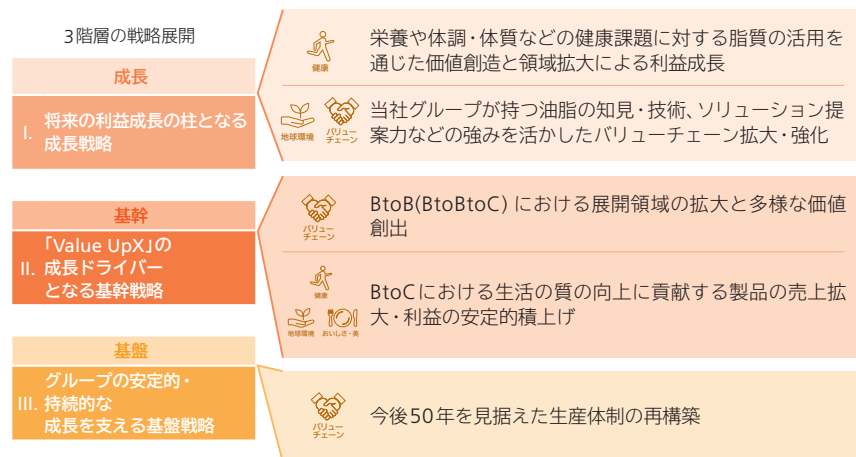 3階層の戦略展開
成長
I. 将来の利益成長の柱となる
成長戦略
健康
栄養や体調・体質などの健康課題に対する脂質の活用を
通じた価値創造と領域拡大による利益成長
地球環境
バリュー
チェーン
当社グループが持つ油脂の知見・技術、ソリューション提
案力などの強みを活かしたバリューチェーン拡大・強化
基幹
II. 「Value UpX」の
成長ドライバー
となる基幹戦略
バリュー
チェーン
BtoB(BtoBtoC) における展開領域の拡大と多様な価値
創出
健康
地球環境
おいしさ・美
BtoCにおける生活の質の向上に貢献する製品の売上拡
大・利益の安定的積上げ
基盤
III. グループの安定的・
持続的な
成長を支える基盤戦略
バリュー
チェーン
今後50年を見据えた生産体制の再構築